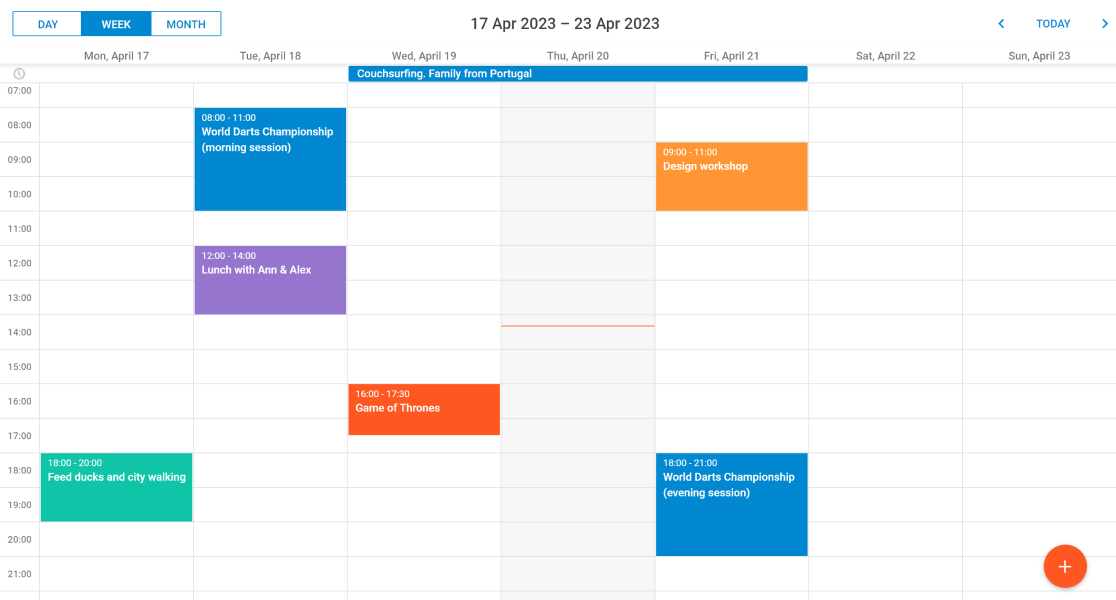 DAY WEEK MONTH 17 Apr 2023 – 23 Apr 2023 TODAY
Mon, April 17 Tue, April 18 Wed, April 19 Thu, April 20 Fri, April 21 Sat, April 22 Sun, April 23
Couchsurfing. Family from Portugal
07:00
08:00
09:00
10:00
11:00
12:00
13:00
14:00
15:00
16:00
17:00
18:00
19:00
20:00
21:00
18:00 - 20:00
Feed ducks and city walking
08:00 - 11:00
World Darts Championship
(morning session)
12:00 - 14:00
Lunch with Ann & Alex
16:00 - 17:30
Game of Thrones
09:00 - 11:00
Design workshop
18:00 - 21:00
World Darts Championship
(evening session)
+